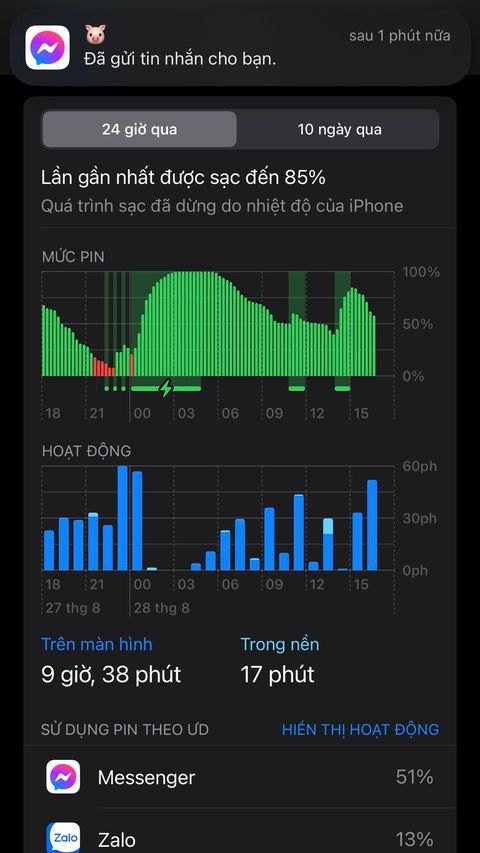 🐷
sau 1 phút nữa
Đã gửi tin nhắn cho bạn.
24 giờ qua
10 ngày qua
Lần gần nhất được sạc đến 85%
Quá trình sạc đã dừng do nhiệt độ của iPhone
MỨC PIN
100%
50%
0%
18 21 00 03 06 09 12 15
HOẠT ĐỘNG
60ph
30ph
0ph
18 21 00 03 06 09 12 15
27 thg 8 28 thg 8
Trên màn hình
Trong nền
9 giờ, 38 phút
17 phút
SỬ DỤNG PIN THEO ƯD
HIỂN THỊ HOẠT ĐỘNG
Messenger 51%
Zalo
Zalo 13%